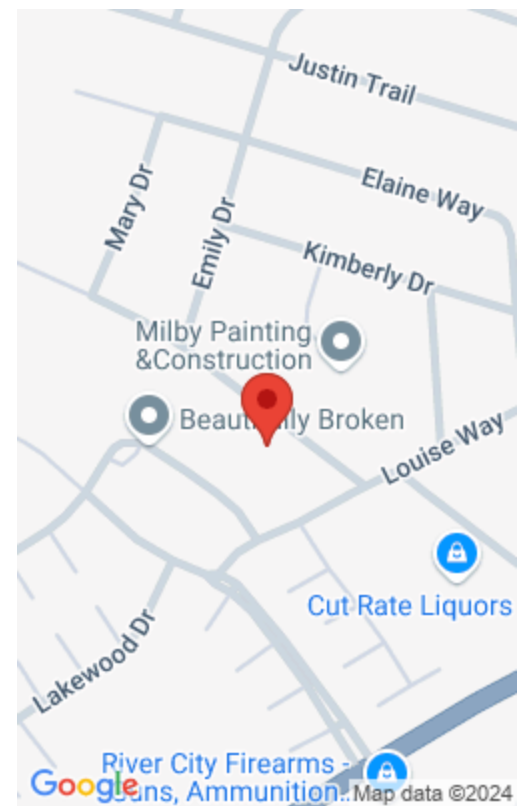 Justin Trail
Elaine Way
Mary Dr
Emily Dr
Kimberly Dr
Milby Painting
&Construction
Broken
Louise Way
Cut Rate Liquors
Lakewood Dr
River City Firearms -
Ammunition
Google
Map data ©2024